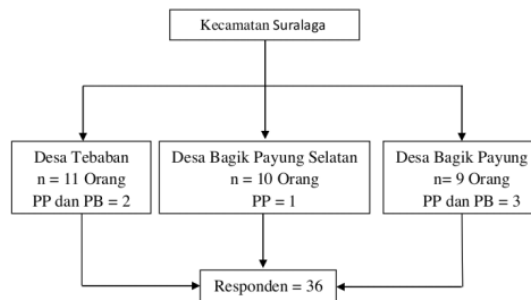 Kecamatan Suralaga
Desa Tebaban
n = 11 Orang
PP dan PB = 2
Desa Bagik Payung Selatan
n = 10 Orang
PP = 1
Desa Bagik Payung
n= 9 Orang
PP dan PB = 3
Responden = 36